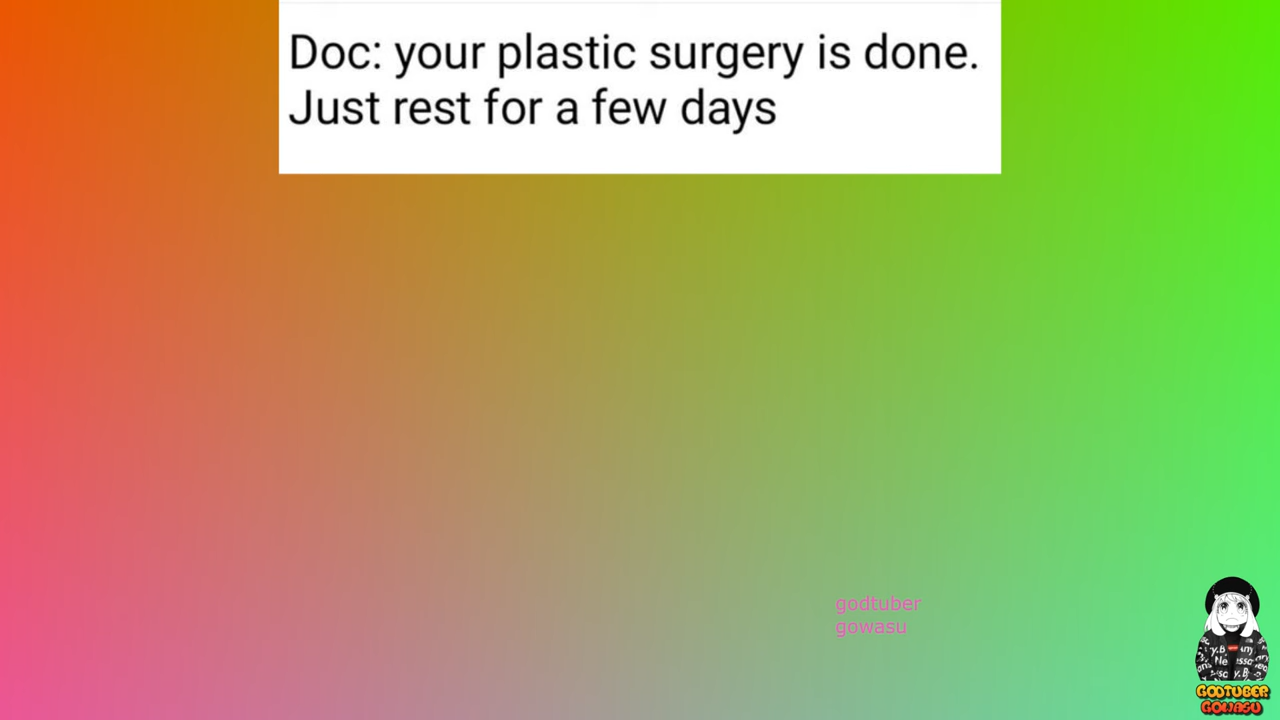 Doc: your plastic surgery is done.
Just rest for a few days
godtuber
gowasu
GODTUBER
GOWASU